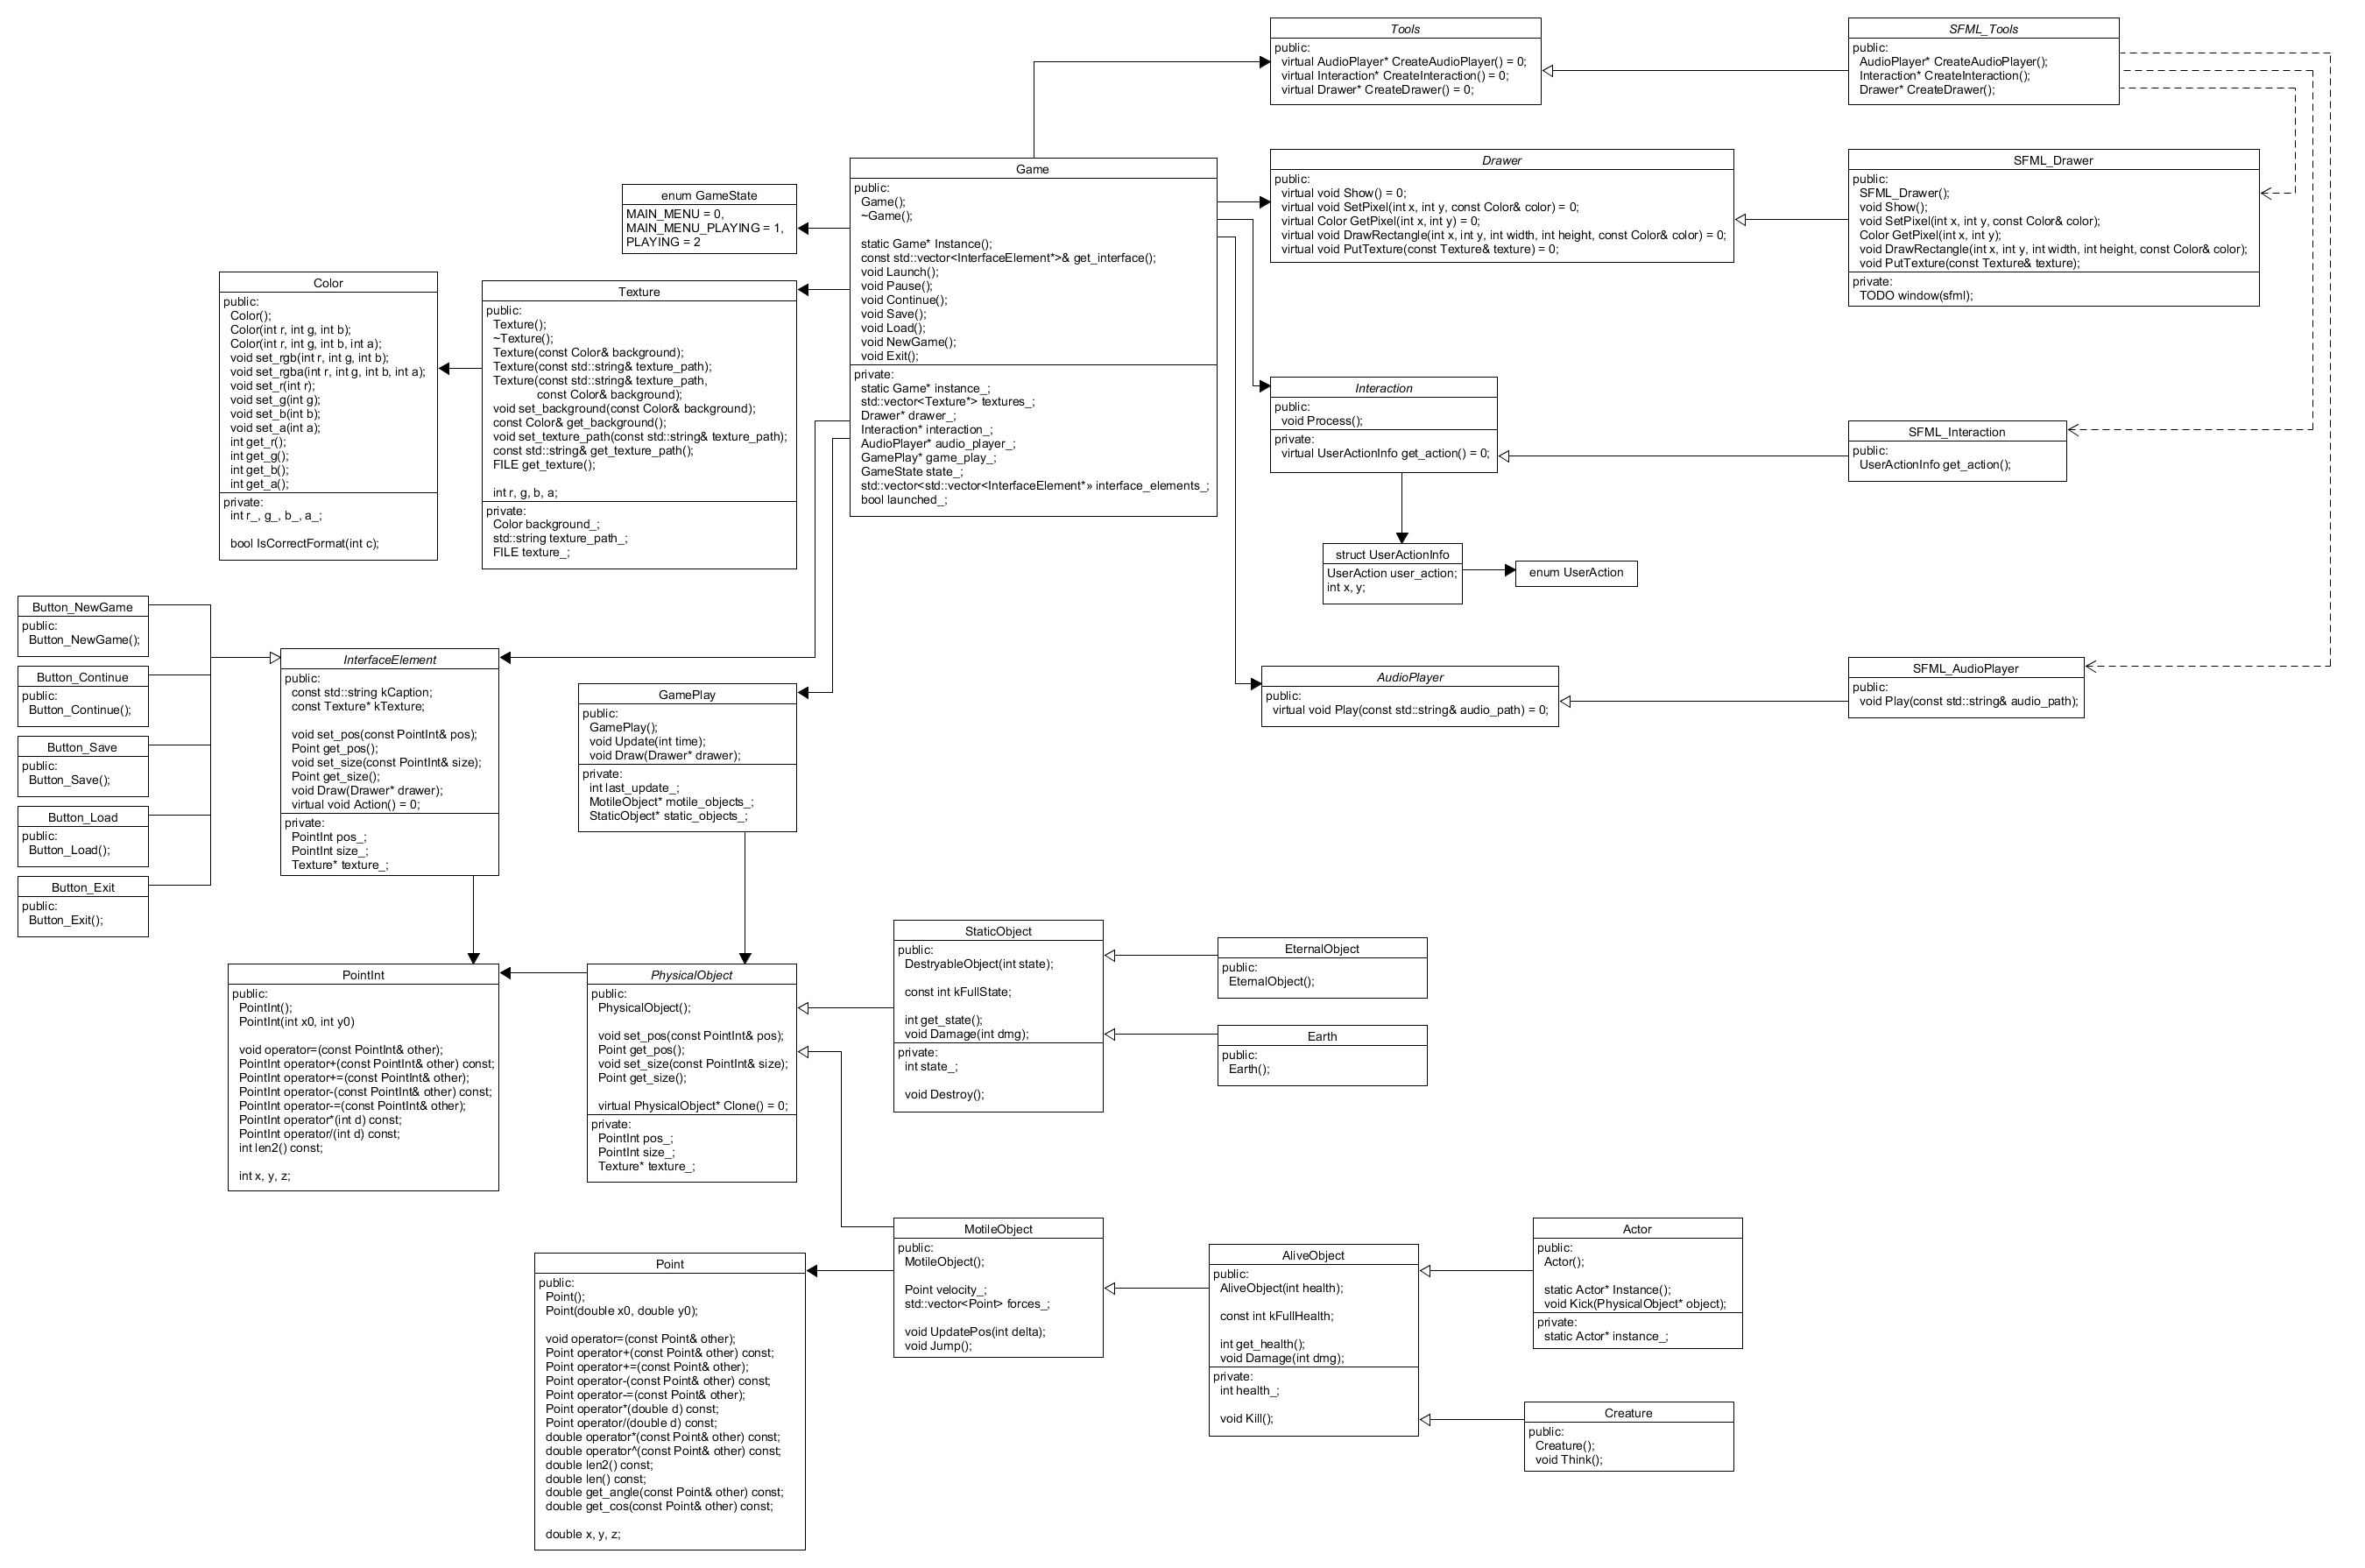 Tools
public:
virtual AudioPlayer* CreateAudioPlayer() = 0;
virtual Interaction* CreateInteraction() = 0;
virtual Drawer* CreateDrawer() = 0;
SFML_Tools
public:
AudioPlayer* CreateAudioPlayer();
Interaction* CreateInteraction();
Drawer* CreateDrawer();
Game
public:
Game();
~Game();
static Game* Instance();
const std::vector<InterfaceElement*>& get_interface();
void Launch();
void Pause();
void Continue();
void Save();
void Load();
void NewGame();
void Exit();
private:
static Game* instance_;
std::vector<Texture*> textures_;
Drawer* drawer_;
Interaction* interaction_;
AudioPlayer* audio_player_;
GamePlay* game_play_;
GameState state_;
std::vector<std::vector<InterfaceElement*» interface_elements_;
bool launched_;
Drawer
public:
virtual void Show() = 0;
virtual void SetPixel(int x, int y, const Color& color) = 0;
virtual Color GetPixel(int x, int y) = 0;
virtual void DrawRectangle(int x, int y, int width, int height, const Color& color) = 0;
virtual void PutTexture(const Texture& texture) = 0;
SFML_Drawer
public:
SFML_Drawer();
void Show();
void SetPixel(int x, int y, const Color& color);
Color GetPixel(int x, int y);
void DrawRectangle(int x, int y, int width, int height, const Color& color);
void PutTexture(const Texture& texture);
private:
TODO window(sfml);
enum GameState
MAIN_MENU = 0,
MAIN_MENU_PLAYING = 1,
PLAYING = 2
Color
public:
Color();
Color(int r, int g, int b);
Color(int r, int g, int b, int a);
void set_rgb(int r, int g, int b);
void set_rgba(int r, int g, int b, int a);
void set_r(int r);
void set_g(int g);
void set_b(int b);
void set_a(int a);
int get_r();
int get_g();
int get_b();
int get_a();
private:
int r_, g_, b_, a_;
bool IsCorrectFormat(int c);
Texture
public:
Texture();
~Texture();
Texture(const Color& background);
Texture(const std::string& texture_path);
Texture(const std::string& texture_path,
const Color& background);
void set_background(const Color& background);
const Color& get_background();
void set_texture_path(const std::string& texture_path);
const std::string& get_texture_path();
FILE get_texture();
int r, g, b, a;
private:
Color background_;
std::string texture_path_;
FILE texture_;
Interaction
public:
void Process();
private:
virtual UserActionInfo get_action() = 0;
SFML_Interaction
public:
UserActionInfo get_action();
struct UserActionInfo
UserAction user_action;
int x, y;
enum UserAction
Button_NewGame
public:
Button_NewGame();
Button_Continue
public:
Button_Continue();
Button_Save
public:
Button_Save();
Button_Load
public:
Button_Load();
Button_Exit
public:
Button_Exit();
InterfaceElement
public:
const std::string kCaption;
const Texture* kTexture;
void set_pos(const PointInt& pos);
Point get_pos();
void set_size(const PointInt& size);
Point get_size();
void Draw(Drawer* drawer);
virtual void Action() = 0;
private:
PointInt pos_;
PointInt size_;
Texture* texture_;
GamePlay
public:
GamePlay();
void Update(int time);
void Draw(Drawer* drawer);
private:
int last_update_;
MotileObject* motile_objects_;
StaticObject* static_objects_;
AudioPlayer
public:
virtual void Play(const std::string& audio_path) = 0;
SFML_AudioPlayer
public:
void Play(const std::string& audio_path);
PointInt
public:
PointInt();
PointInt(int x0, int y0)
void operator=(const PointInt& other);
PointInt operator+(const PointInt& other) const;
PointInt operator+=(const PointInt& other);
PointInt operator-(const PointInt& other) const;
PointInt operator-=(const PointInt& other);
PointInt operator*(int d) const;
PointInt operator/(int d) const;
int len2() const;
int x, y, z;
PhysicalObject
public:
PhysicalObject();
void set_pos(const PointInt& pos);
Point get_pos();
void set_size(const PointInt& size);
Point get_size();
virtual PhysicalObject* Clone() = 0;
private:
PointInt pos_;
PointInt size_;
Texture* texture_;
StaticObject
public:
DestryableObject(int state);
const int kFullState;
int get_state();
void Damage(int dmg);
private:
int state_;
void Destroy();
EternalObject
public:
EternalObject();
Earth
public:
Earth();
Point
public:
Point();
Point(double x0, double y0);
void operator=(const Point& other);
Point operator+(const Point& other) const;
Point operator+=(const Point& other);
Point operator-(const Point& other) const;
Point operator-=(const Point& other);
Point operator*(double d) const;
Point operator/(double d) const;
double operator*(const Point& other) const;
double operator^(const Point& other) const;
double len2() const;
double len() const;
double get_angle(const Point& other) const;
double get_cos(const Point& other) const;
double x, y, z;
MotileObject
public:
MotileObject();
Point velocity_;
std::vector<Point> forces_;
void UpdatePos(int delta);
void Jump();
AliveObject
public:
AliveObject(int health);
const int kFullHealth;
int get_health();
void Damage(int dmg);
private:
int health_;
void Kill();
Actor
public:
Actor();
static Actor* Instance();
void Kick(PhysicalObject* object);
private:
static Actor* instance_;
Creature
public:
Creature();
void Think();